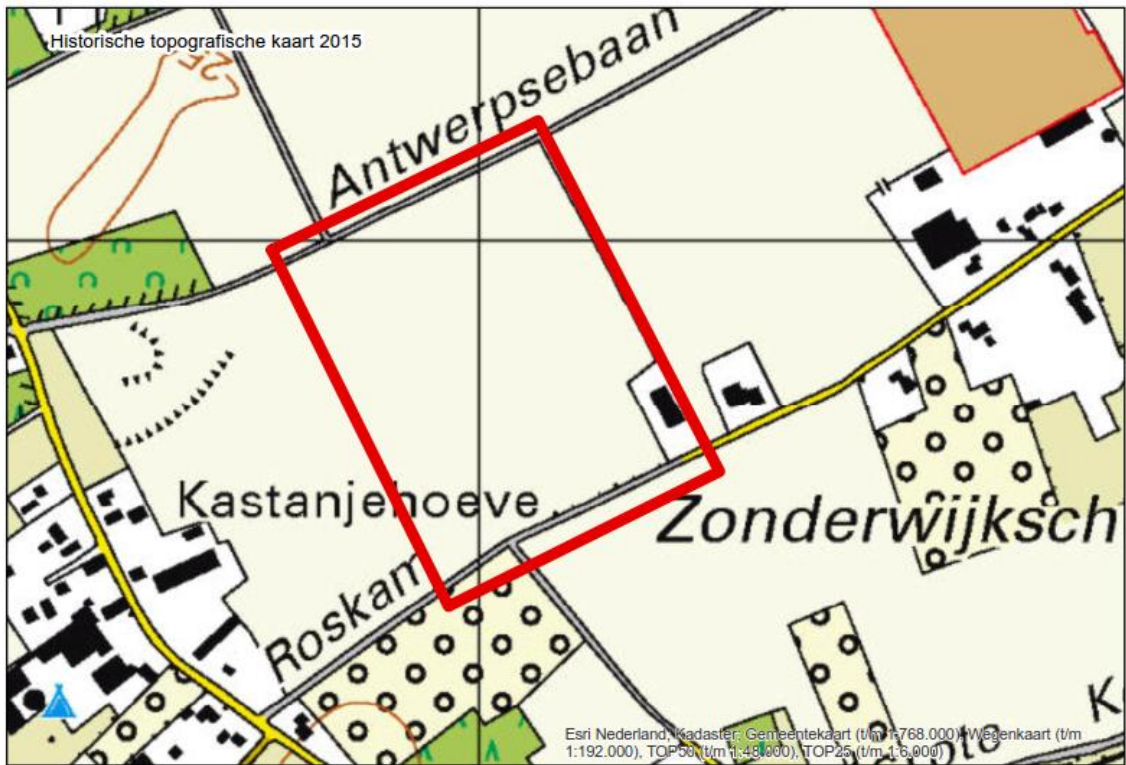 Historische topografische kaart 2015
Antwerpsebaan
Kastanjehoeve
Zonderwijksch
Roskam
K
Esri Nederland, Kadaster; Gemeentekaart (t/m 1:768.000), Wegenkaart (t/m
1:192.000), TOP50 (t/m 1:48.000), TOP25 (t/m 1:6.000)